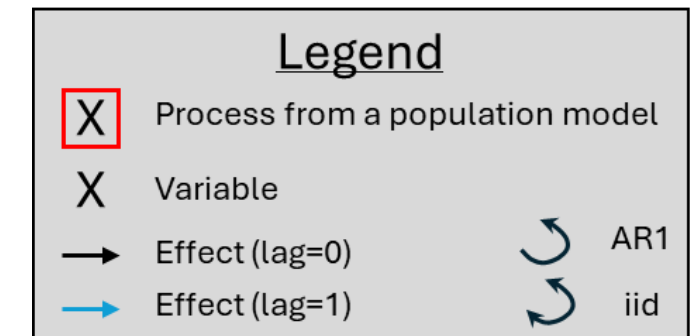 Legend
X Process from a population model
X Variable
Effect (lag=0) AR1
Effect (lag=1) iid